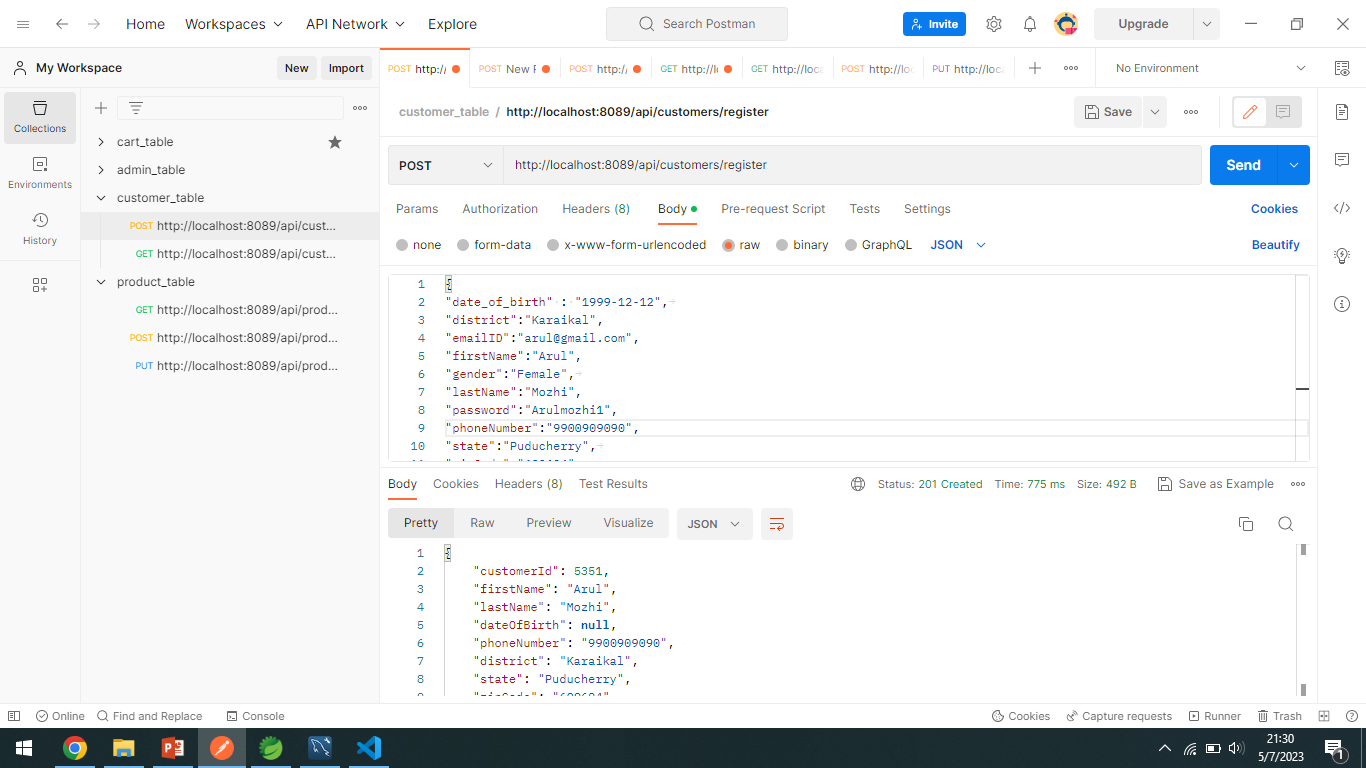 Home Workspaces API Network Explore Search Postman Invite Upgrade
My Workspace New Import POST http:/ POST New F POST http:/ GET http://l GET http://loca POST http://loc PUT http://loca No Environment
Collections
Environments
History
cart_table
admin_table
customer_table
POST http://localhost:8089/api/cust...
GET http://localhost:8089/api/cust...
product_table
GET http://localhost:8089/api/prod...
POST http://localhost:8089/api/prod...
PUT http://localhost:8089/api/prod...
customer_table / http://localhost:8089/api/customers/register Save
POST http://localhost:8089/api/customers/register Send
Params Authorization Headers (8) Body Pre-request Script Tests Settings Cookies
none form-data x-www-form-urlencoded raw binary GraphQL JSON Beautify
1 {
2 "date_of_birth" : "1999-12-12",
3 "district":"Karaikal",
4 "emailID":"arul@gmail.com",
5 "firstName":"Arul",
6 "gender":"Female",
7 "lastName":"Mozhi",
8 "password":"Arulmozhi1",
9 "phoneNumber":"9900909090",
10 "state":"Puducherry",
Body Cookies Headers (8) Test Results Status: 201 Created Time: 775 ms Size: 492 B Save as Example
Pretty Raw Preview Visualize JSON
1 {
2 "customerId": 5351,
3 "firstName": "Arul",
4 "lastName": "Mozhi",
5 "dateOfBirth": null,
6 "phoneNumber": "9900909090",
7 "district": "Karaikal",
8 "state": "Puducherry",
Online Find and Replace Console Cookies Capture requests Runner Trash
21:30
5/7/2023
1